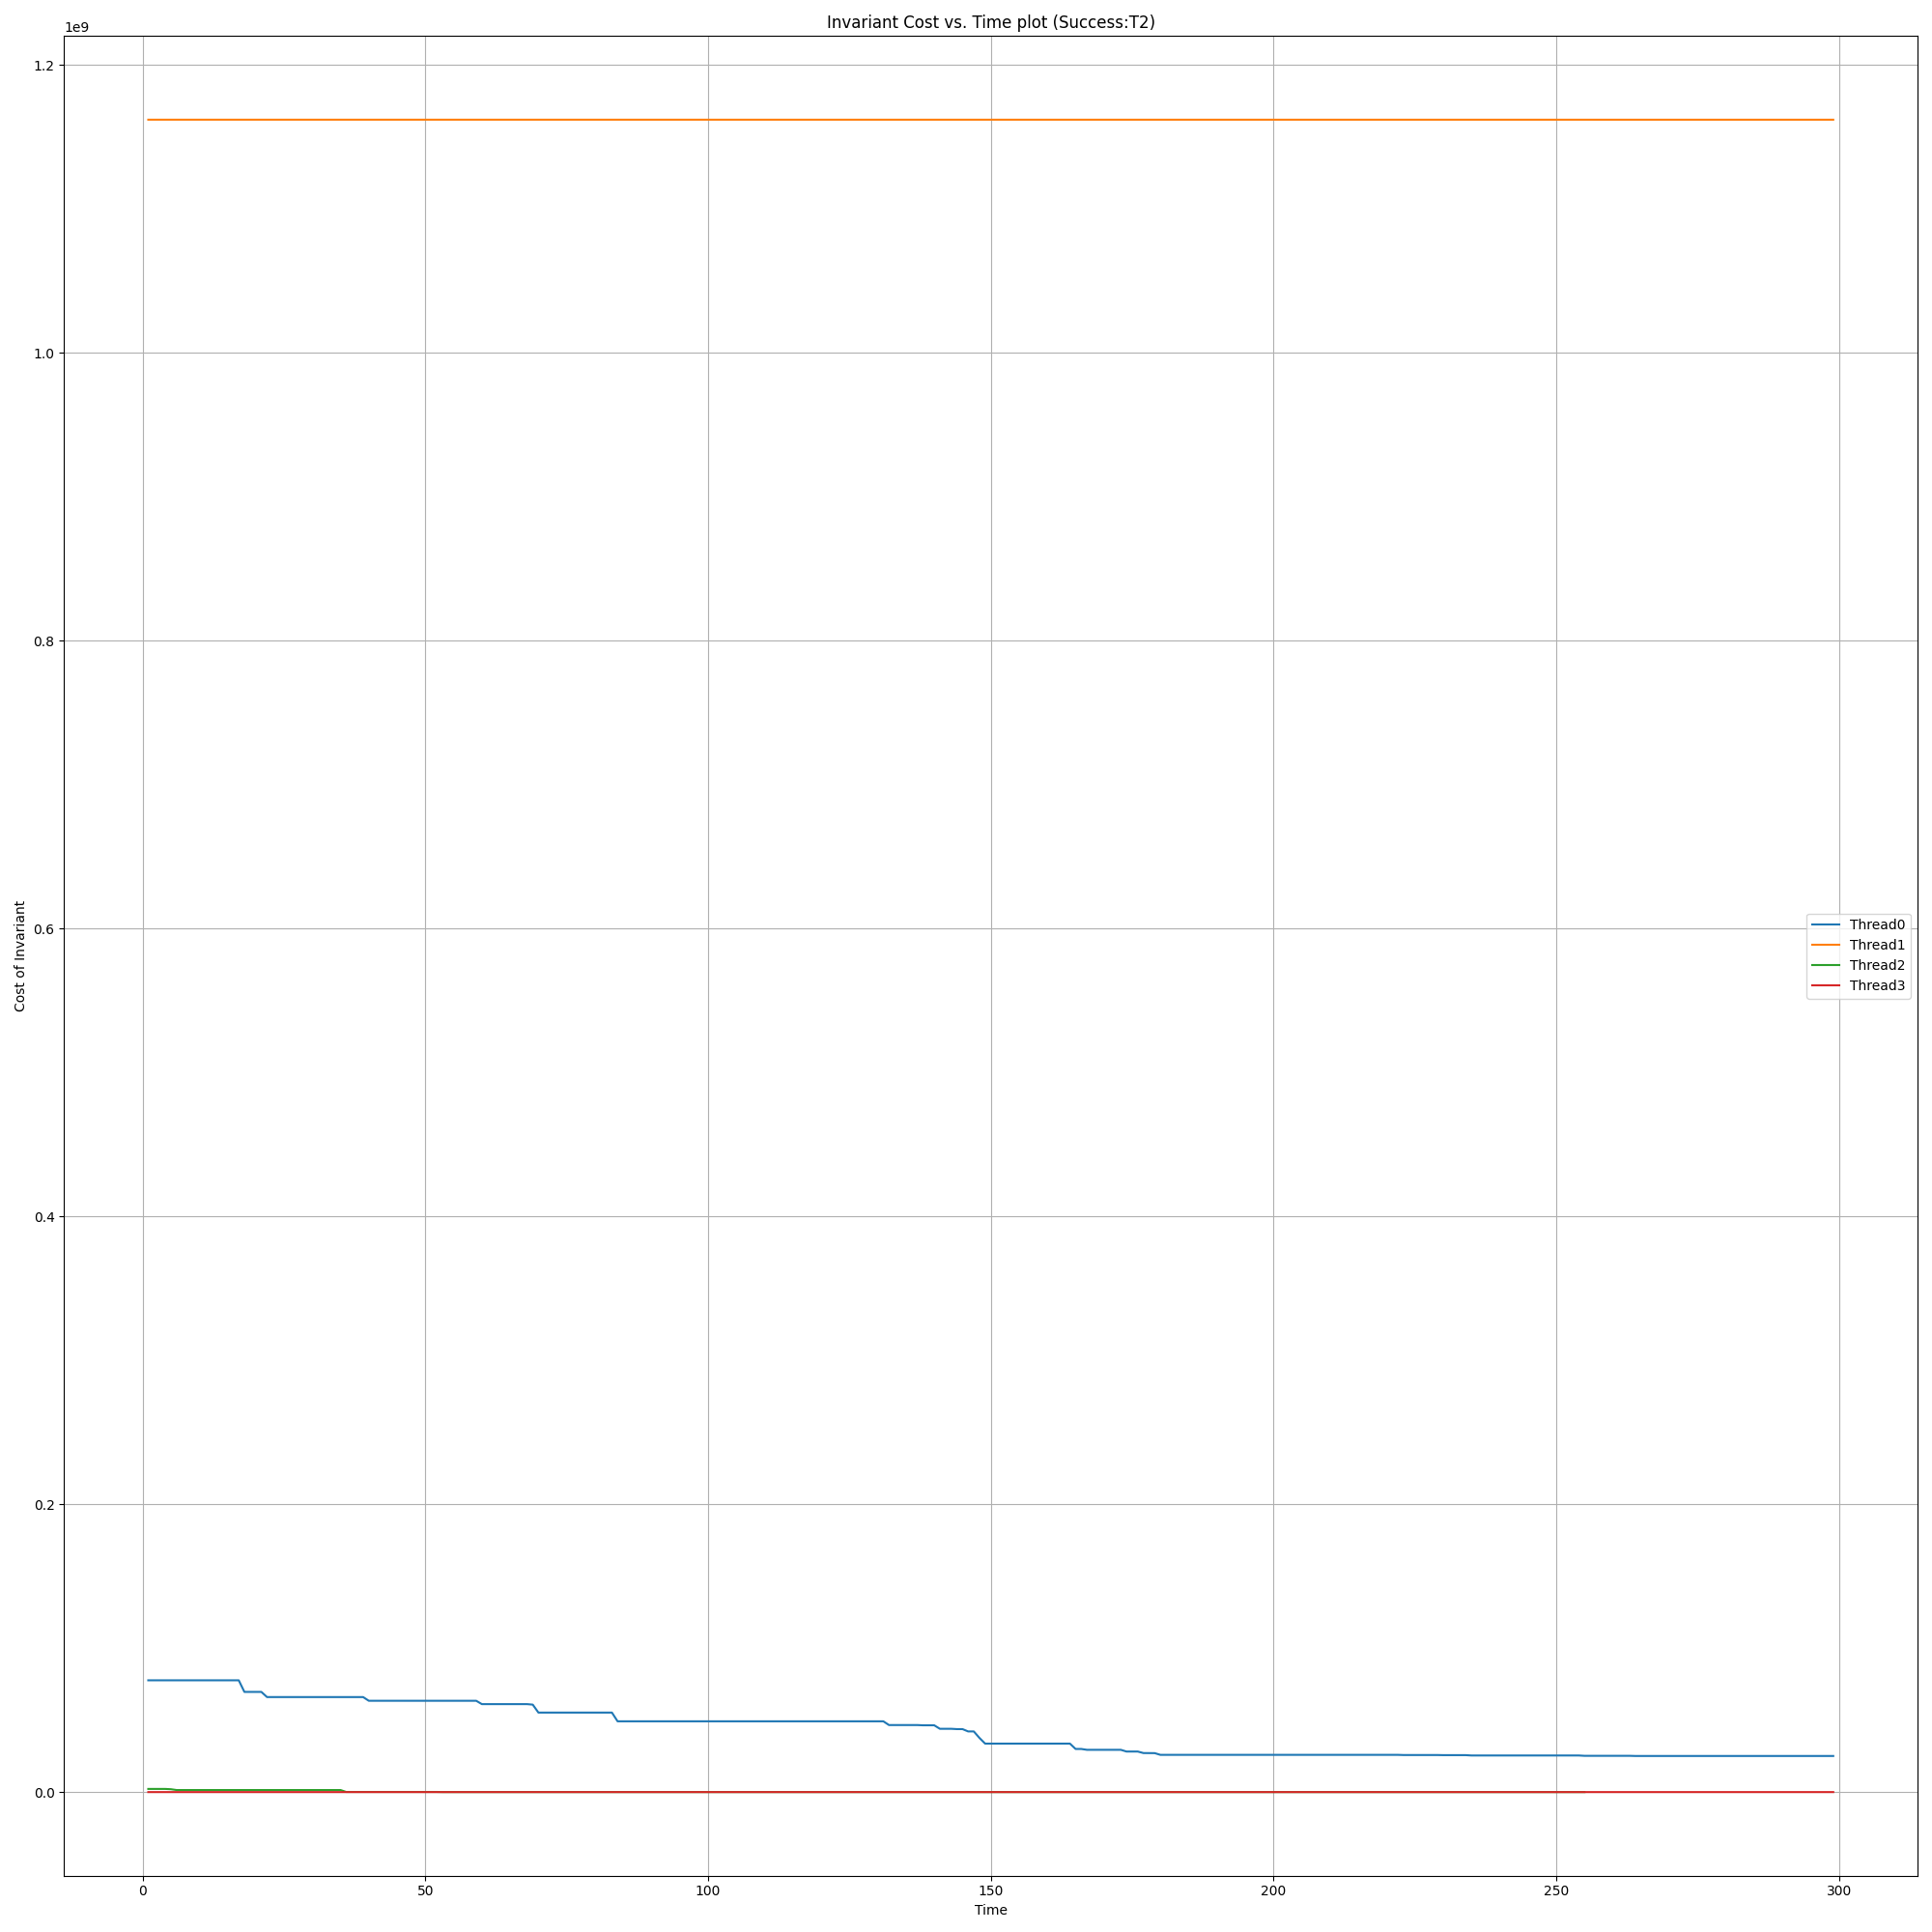 Invariant Cost vs. Time plot (Success:T2)
1e9
1.2
1.0
0.8
0.6
0.4
0.2
0.0
Cost of Invariant
Thread0
Thread1
Thread2
Thread3
0 50 100 150 200 250 300
Time